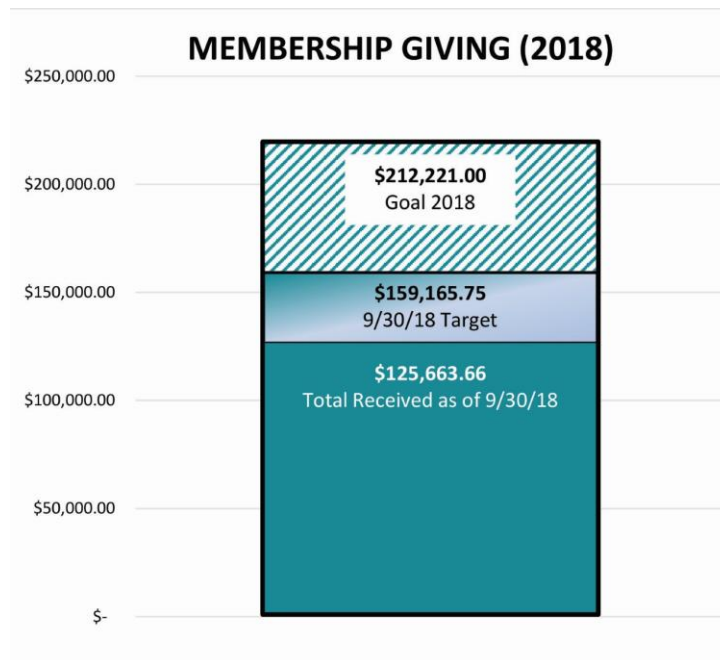 MEMBERSHIP GIVING (2018)
$250,000.00
$200,000.00
$150,000.00
$100,000.00
$50,000.00
$-
$212,221.00
Goal 2018
$159,165.75
9/30/18 Target
$125,663.66
Total Received as of 9/30/18